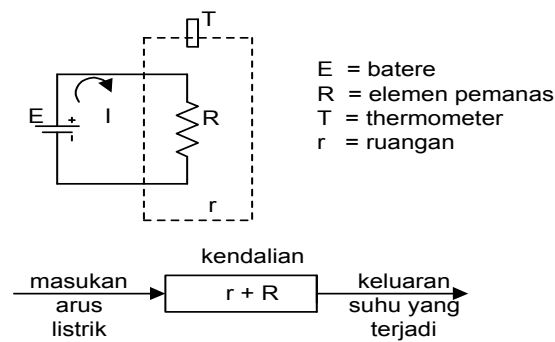 T
E = batere
R = elemen pemanas
T = thermometer
r = ruangan
E
+
-
I
R
r
kendalian
masukan
arus
listrik
r + R
keluaran
suhu yang
terjadi